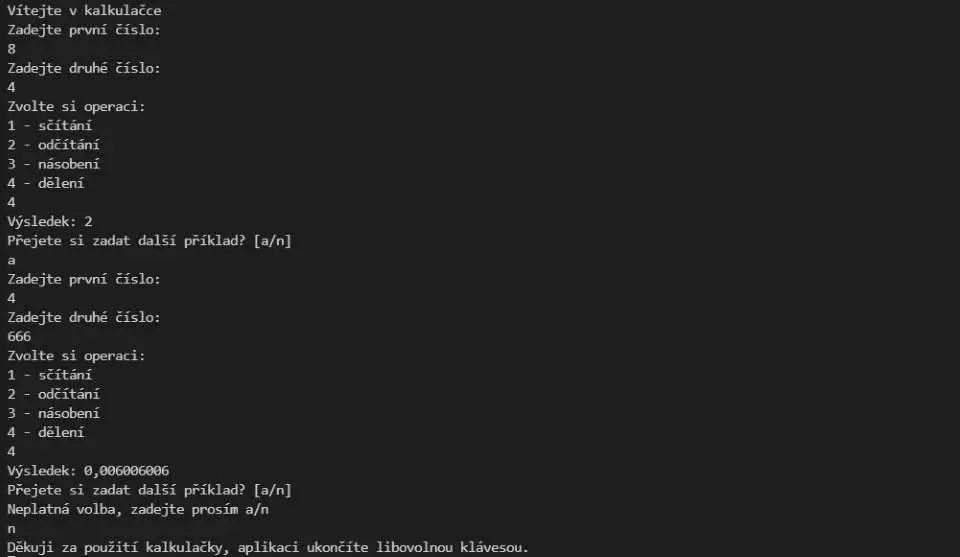 Vítejte v kalkulačce
Zadejte první číslo:
8
Zadejte druhé číslo:
4
Zvolte si operaci:
1 - sčítání
2 - odčítání
3 - násobení
4 - dělení
4
Výsledek: 2
Přejete si zadat další příklad? [a/n]
a
Zadejte první číslo:
4
Zadejte druhé číslo:
666
Zvolte si operaci:
1 - sčítání
2 - odčítání
3 - násobení
4 - dělení
4
Výsledek: 0,006006006
Přejete si zadat další příklad? [a/n]
Neplatná volba, zadejte prosím a/n
n
Děkuji za použití kalkulačky, aplikaci ukončíte libovolnou klávesou.